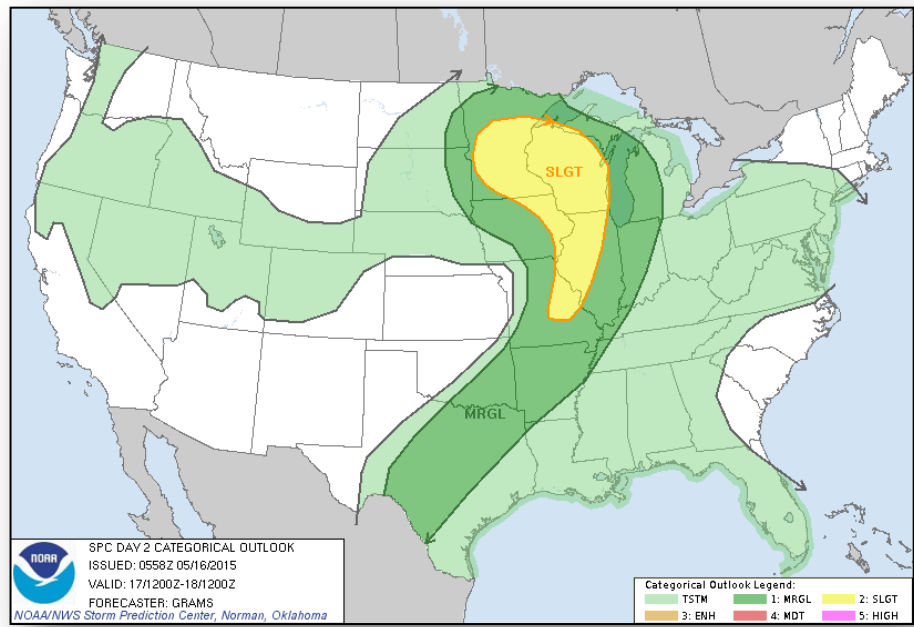 SLGT
MRGL
NOAA
SPC DAY 2 CATEGORICAL OUTLOOK
ISSUED: 0558Z 05/16/2015
VALID: 17/1200Z-18/1200Z
FORECASTER: GRAMS
NOAA/NWS Storm Prediction Center, Norman, Oklahoma
Categorical Outlook Legend:
TSTM 1: MRGL 2: SLGT
3: ENH 4: MDT 5: HIGH